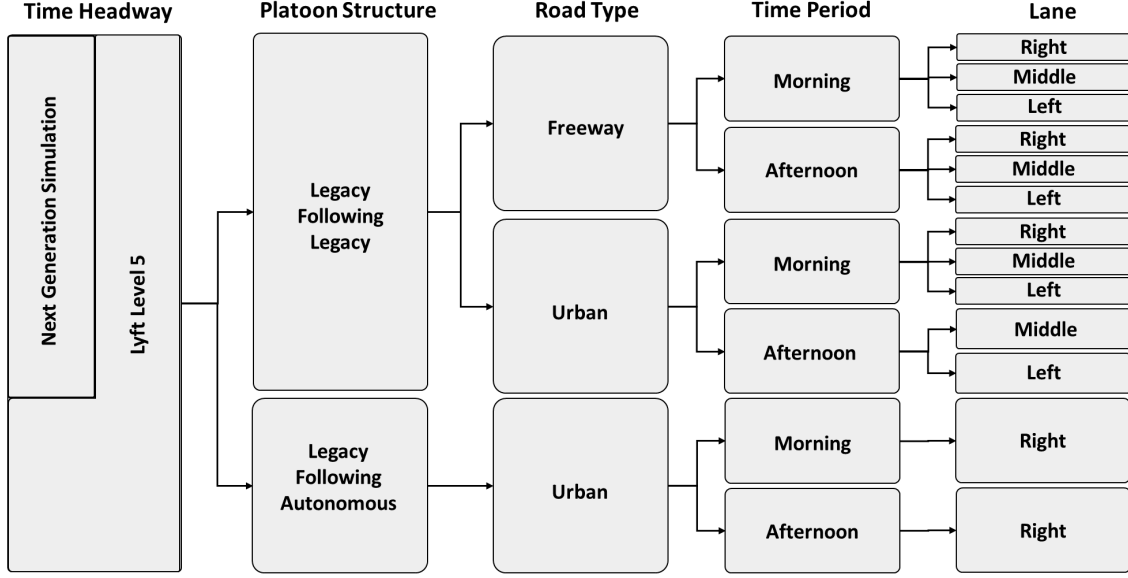 Time Headway
Platoon Structure
Road Type
Time Period
Lane
Next Generation Simulation
Lyft Level 5
Legacy
Following
Legacy
Legacy
Following
Autonomous
Freeway
Urban
Urban
Morning
Afternoon
Morning
Afternoon
Morning
Afternoon
Right
Middle
Left
Right
Middle
Left
Right
Middle
Left
Middle
Left
Right
Right